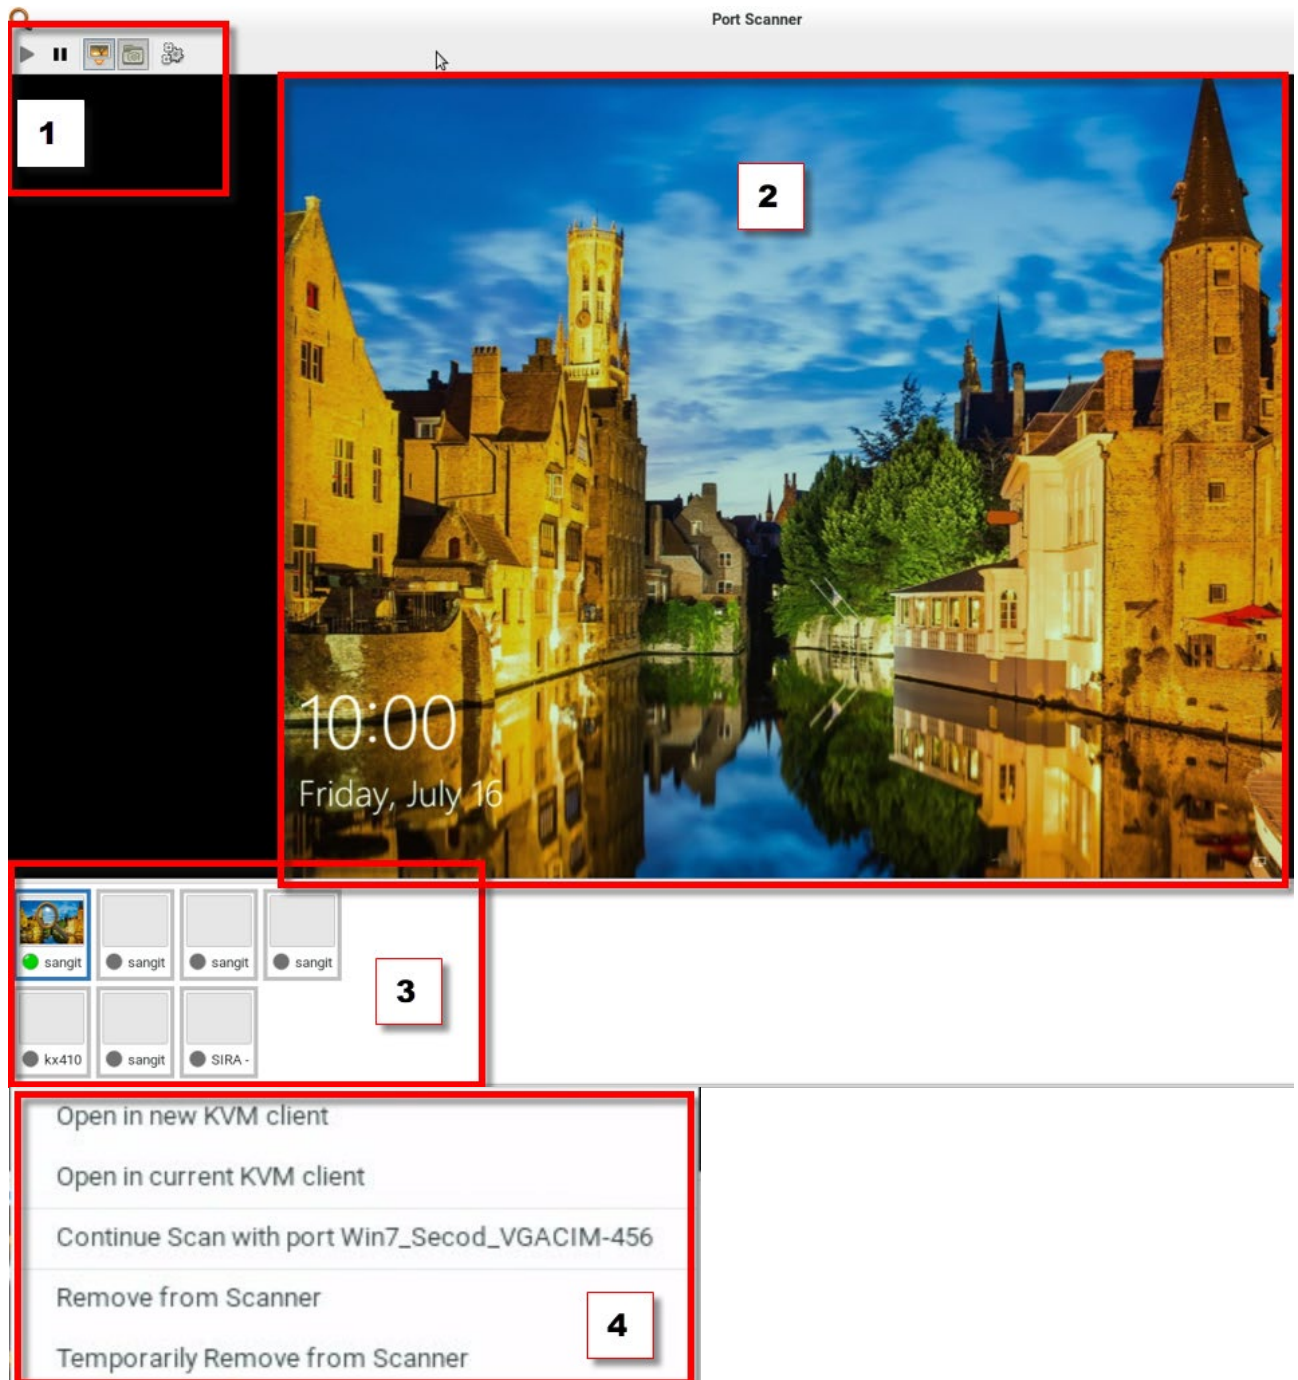 Port Scanner
1
2
10:00
Friday, July 16
sangit
sangit
sangit
sangit
3
kx410
sangit
SIRA -
Open in new KVM client
Open in current KVM client
Continue Scan with port Win7_Secod_VGACIM-456
Remove from Scanner
4
Temporarily Remove from Scanner